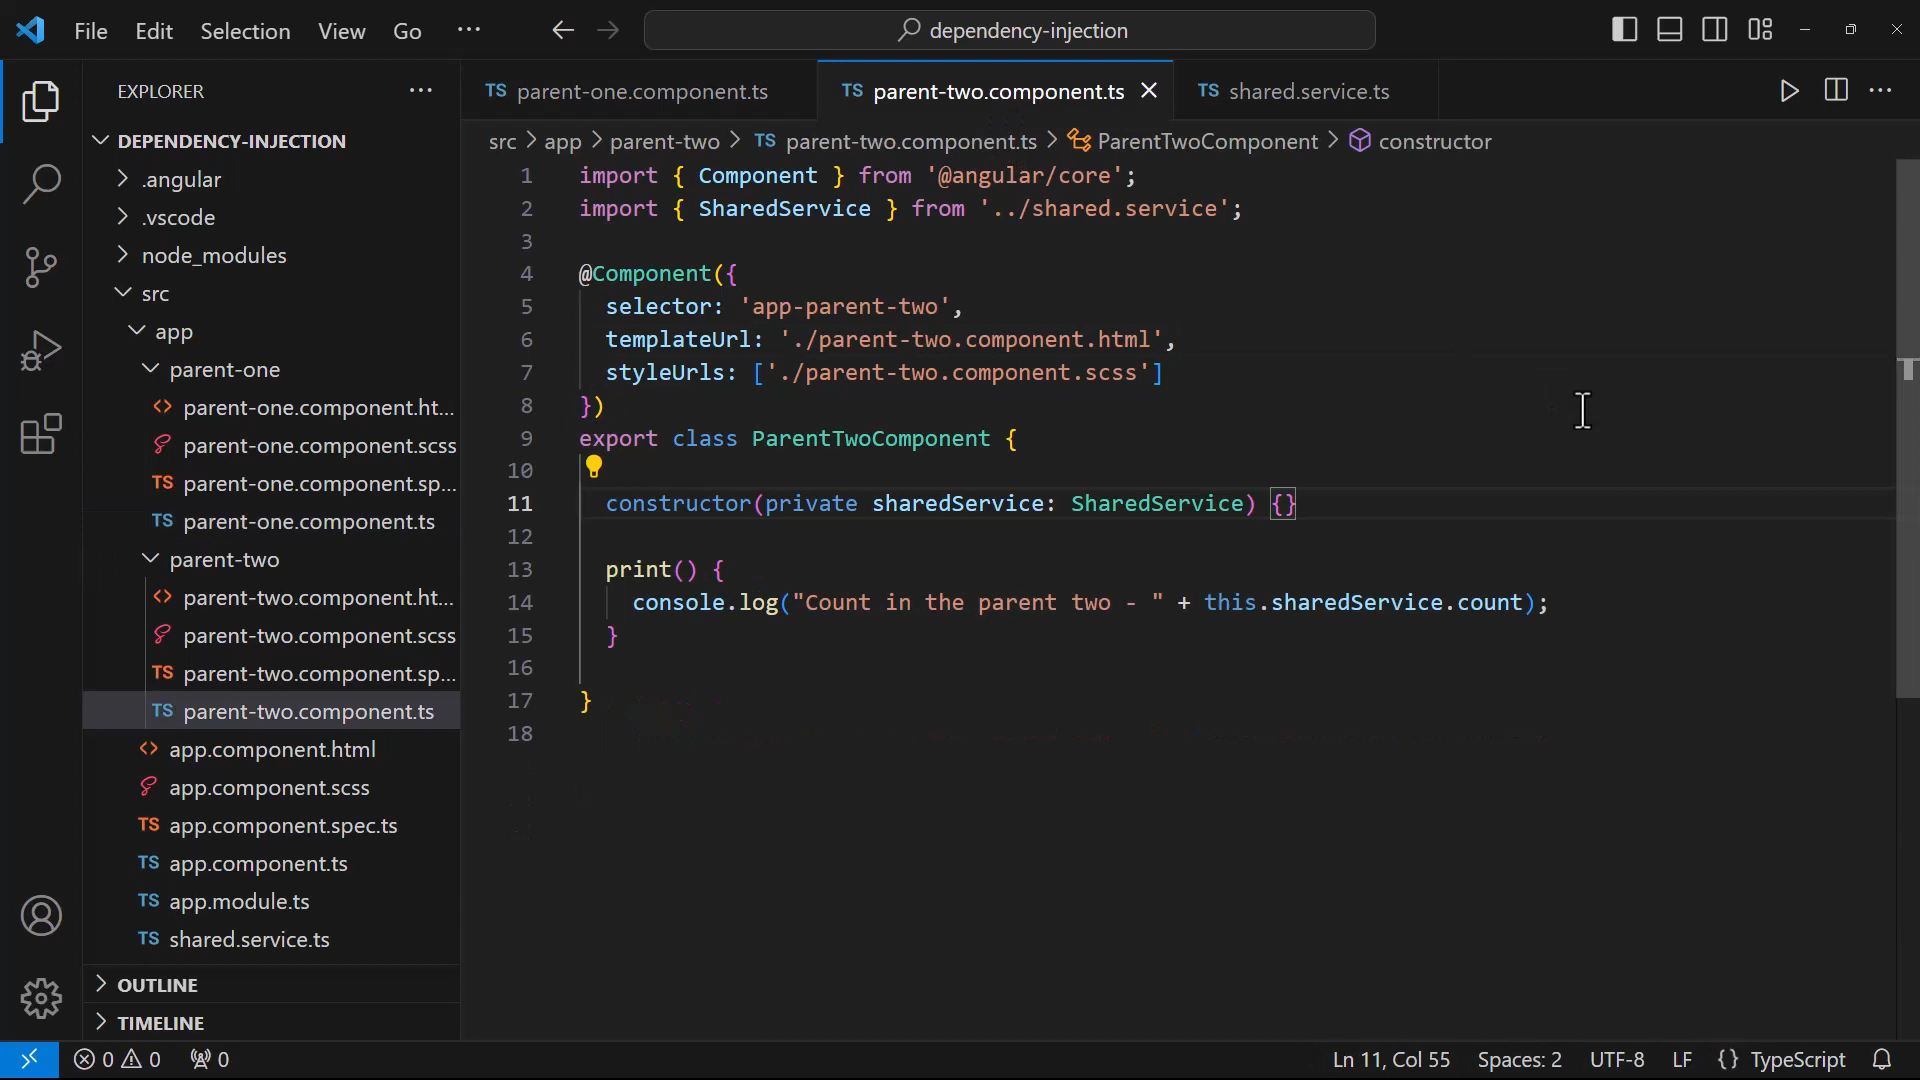 File Edit Selection View Go ···
dependency-injection
EXPLORER
DEPENDENCY-INJECTION
.angular
.vscode
node_modules
src
app
parent-one
parent-one.component.ht...
parent-one.component.scss
TS parent-one.component.sp...
TS parent-one.component.ts
parent-two
parent-two.component.ht...
parent-two.component.scss
TS parent-two.component.sp...
TS parent-two.component.ts
app.component.html
app.component.scss
TS app.component.spec.ts
TS app.component.ts
TS app.module.ts
TS shared.service.ts
OUTLINE
TIMELINE
TS parent-one.component.ts TS parent-two.component.ts TS shared.service.ts
src > app > parent-two > TS parent-two.component.ts > ParentTwoComponent > constructor
1 import { Component } from '@angular/core';
2 import { SharedService } from '../shared.service';
3
4 @Component({
5 selector: 'app-parent-two',
6 templateUrl: './parent-two.component.html',
7 styleUrls: ['./parent-two.component.scss']
8 })
9 export class ParentTwoComponent {
10
11 constructor(private sharedService: SharedService) {}
12
13 print() {
14 console.log("Count in the parent two - " + this.sharedService.count);
15 }
16
17 }
18
0 0 0 Ln 11, Col 55 Spaces: 2 UTF-8 LF {} TypeScript